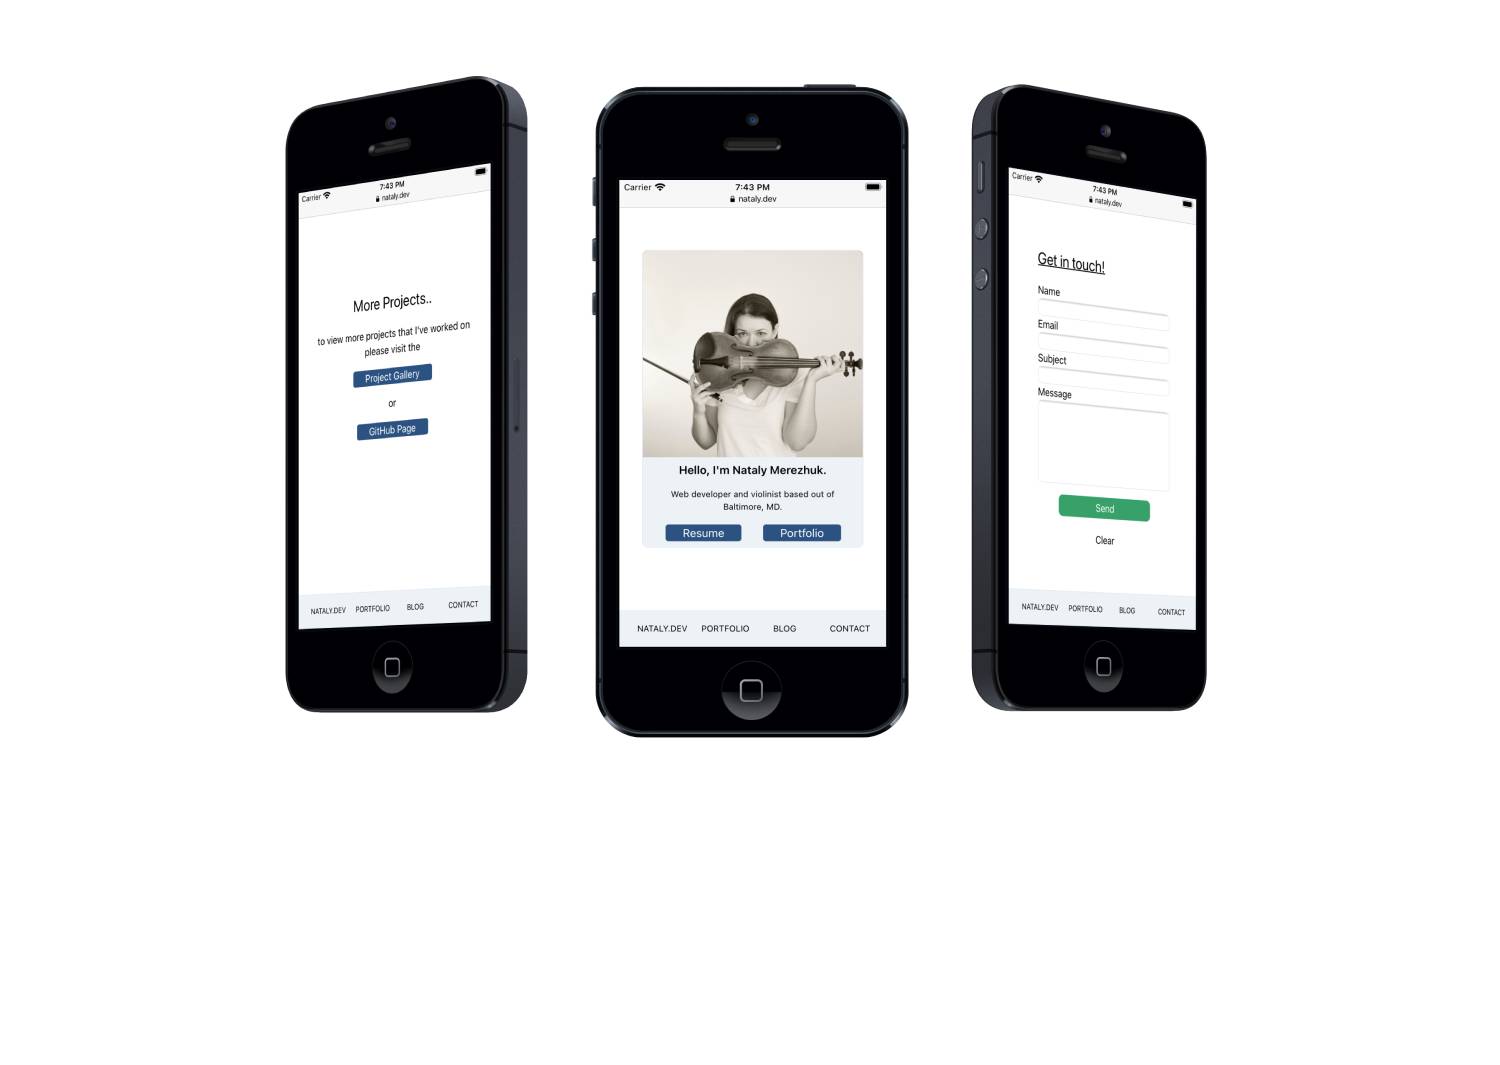 Carrier
7:43 PM
nataly.dev
More Projects..
to view more projects that I've worked on
please visit the
Project Gallery
or
GitHub Page
NATALY.DEV PORTFOLIO BLOG CONTACT
Carrier
7:43 PM
nataly.dev
Hello, I'm Nataly Merezhuk.
Web developer and violinist based out of
Baltimore, MD.
Resume Portfolio
NATALY.DEV PORTFOLIO BLOG CONTACT
Carrier
7:43 PM
nataly.dev
Get in touch!
Name
Email
Subject
Message
Send
Clear
NATALY.DEV PORTFOLIO BLOG CONTACT